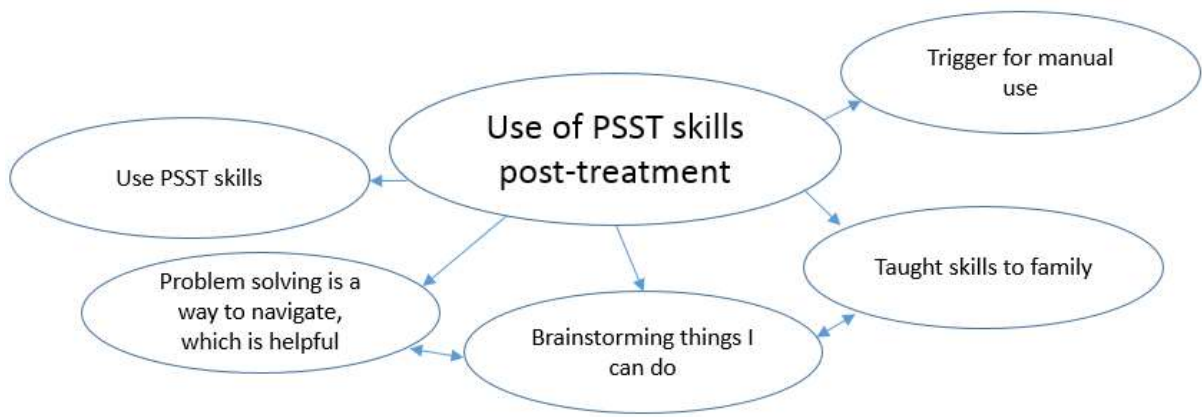 Trigger for manual
use
Use of PSST skills
post-treatment
Use PSST skills
Taught skills to family
Problem solving is a
way to navigate,
which is helpful
Brainstorming things I
can do